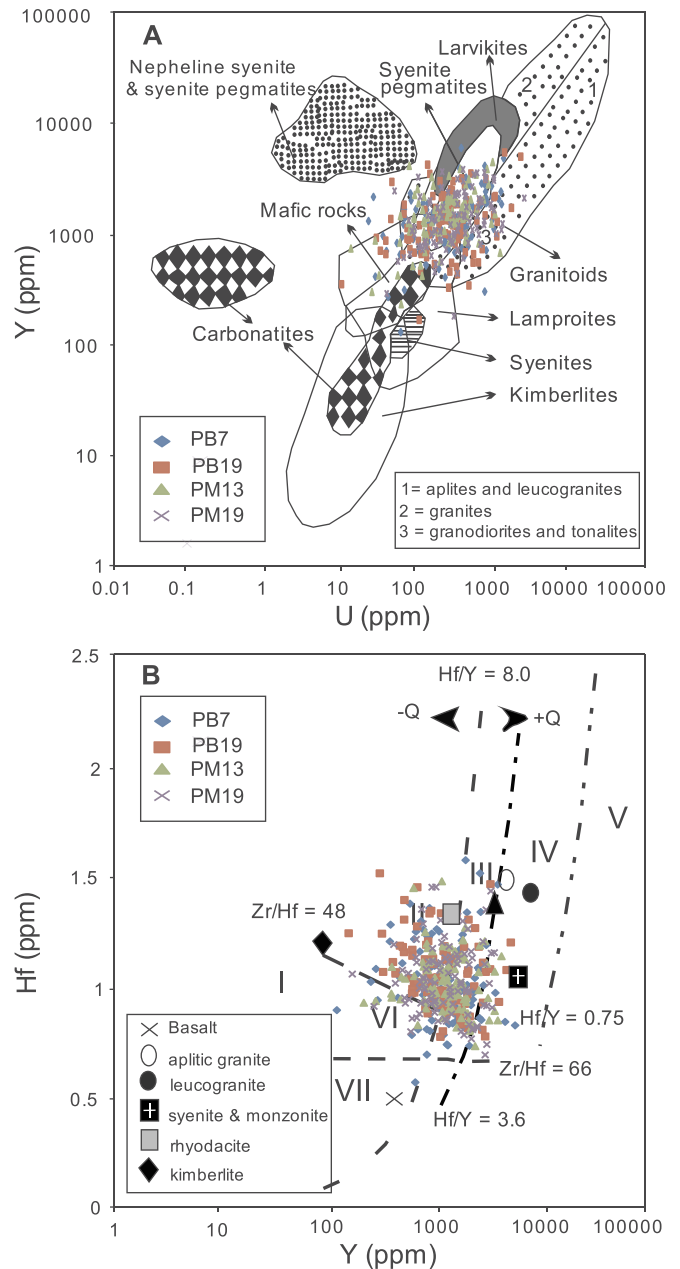 A
100000
10000
1000
100
10
1
Y (ppm)
Nepheline syenite
& syenite pegmatites
Syenite
pegmatites
Larvikites
2
1
Mafic rocks
3
Granitoids
Carbonatites
Lamproites
Syenites
Kimberlites
PB7
PB19
PM13
PM19
1= aplites and leucogranites
2 = granites
3 = granodiorites and tonalites
0.01 0.1 1 10 100 1000 10000 100000
U (ppm)
B
2.5
2
1.5
1
0.5
0
Hf (ppm)
Hf/Y = 8.0
-Q
+Q
PB7
PB19
PM13
PM19
V
IV
III
II
Zr/Hf = 48
I
VI
Hf/Y = 0.75
Zr/Hf = 66
VII
Hf/Y = 3.6
Basalt
aplitic granite
leucogranite
syenite & monzonite
rhyodacite
kimberlite
1 10 100 1000 10000 100000
Y (ppm)